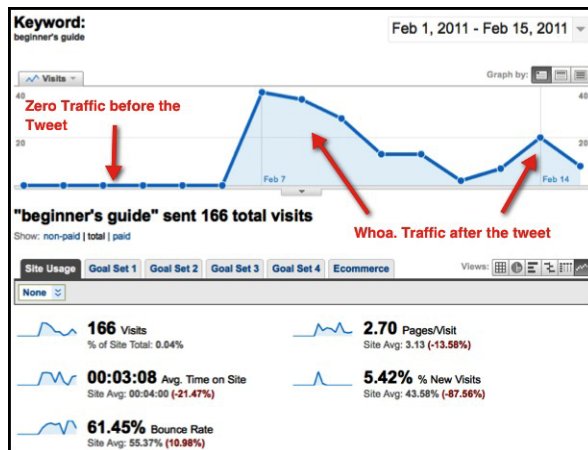 Keyword:
beginner's guide
Feb 1, 2011 - Feb 15, 2011
Visits
Graph by:
40
40
Zero Traffic before the
Tweet
20
20
Feb 7
Feb 14
Whoa. Traffic after the tweet
"beginner's guide" sent 166 total visits
Show: non-paid | total | paid
Site Usage Goal Set 1 Goal Set 2 Goal Set 3 Goal Set 4 Ecommerce
Views:
None
166 Visits
% of Site Total: 0.04%
2.70 Pages/Visit
Site Avg: 3.13 (-13.58%)
00:03:08 Avg. Time on Site
Site Avg: 00:04:00 (-21.47%)
5.42% % New Visits
Site Avg: 43.58% (-87.56%)
61.45% Bounce Rate
Site Avg: 55.37% (10.98%)